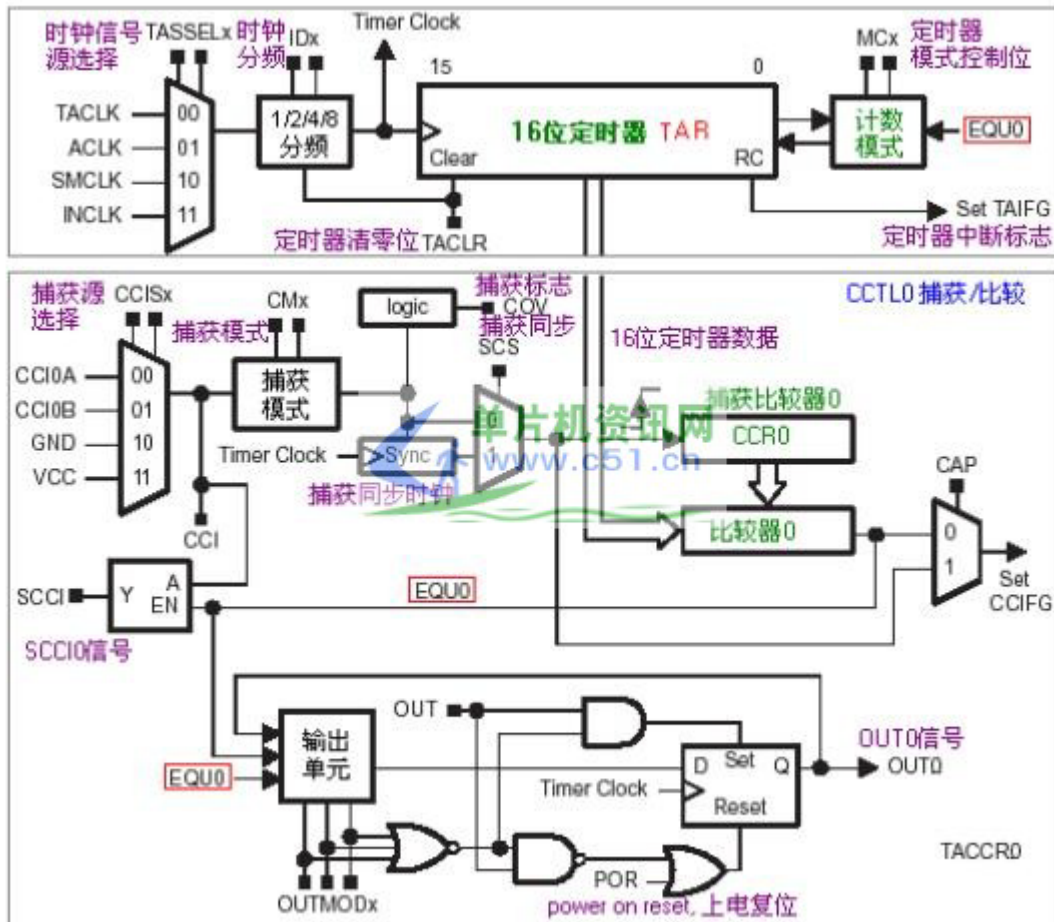 时钟信号
源选择
TASSELx
时钟
分频
IDx
Timer Clock
15
0
MCx
定时器
模式控制位
TACLK
ACLK
SMCLK
INCLK
00
01
10
11
1/2/4/8
分频
16位定时器 TAR
Clear
RC
计数
模式
EQU0
Set TAIFG
定时器中断标志
定时器清零位
TACLR
捕获源
选择
CCISx
捕获模式
CMx
logic
捕获标志
COV
捕获同步
SCS
16位定时器数据
CCTL0 捕获/比较
CCI0A
CCI0B
GND
VCC
00
01
10
11
捕获
模式
Timer Clock
Sync
0
1
捕获同步时钟
单片机资讯网
www.c51.cn
捕获比较器0
CCR0
比较器0
CAP
0
1
Set
CCIFG
CCI
SCCI
Y
A
EN
SCCI0信号
EQU0
OUT
输出
单元
EQU0
Timer Clock
D
Set
Q
Reset
OUT0信号
OUT0
OUTMODx
POR
power on reset, 上电复位
TACCR0